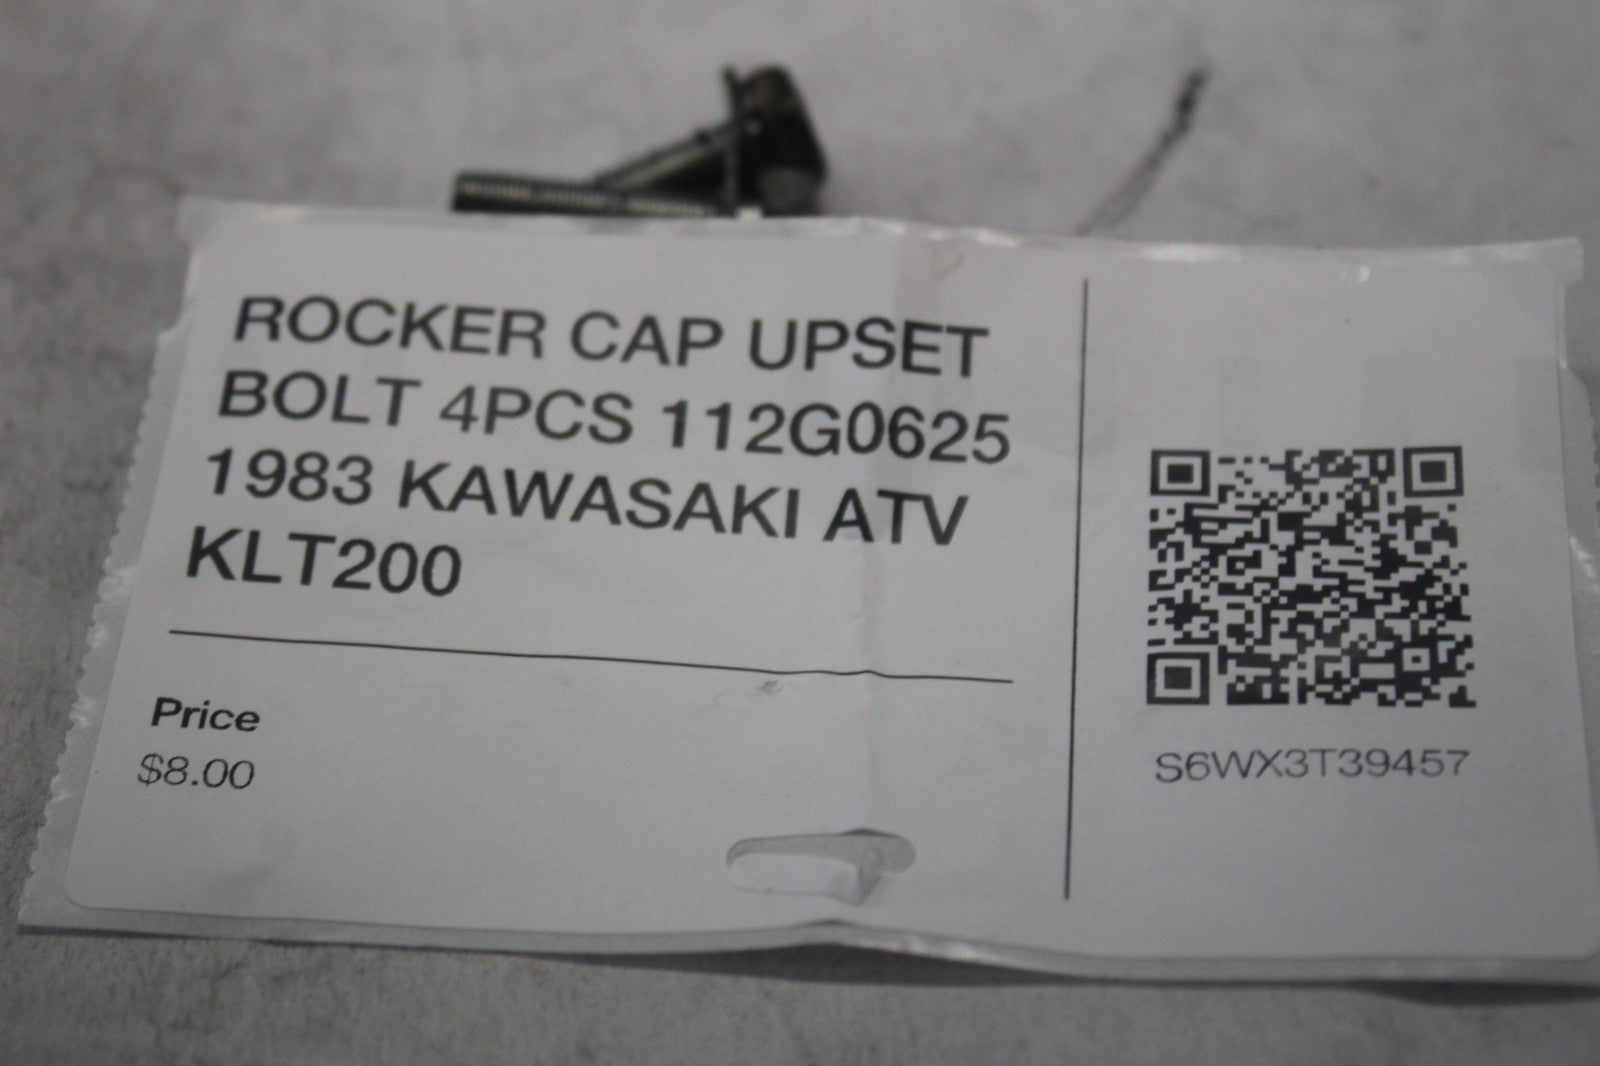 ROCKER CAP UPSET
BOLT 4PCS 112G0625
1983 KAWASAKI ATV
KLT200
Price
$8.00
S6WX3T39457